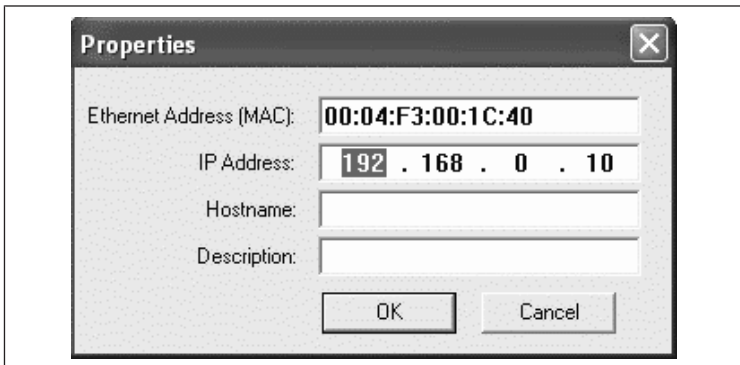 Properties
Ethernet Address (MAC): 00:04:F3:00:1C:40
IP Address: 192 . 168 . 0 . 10
Hostname:
Description:
OK Cancel